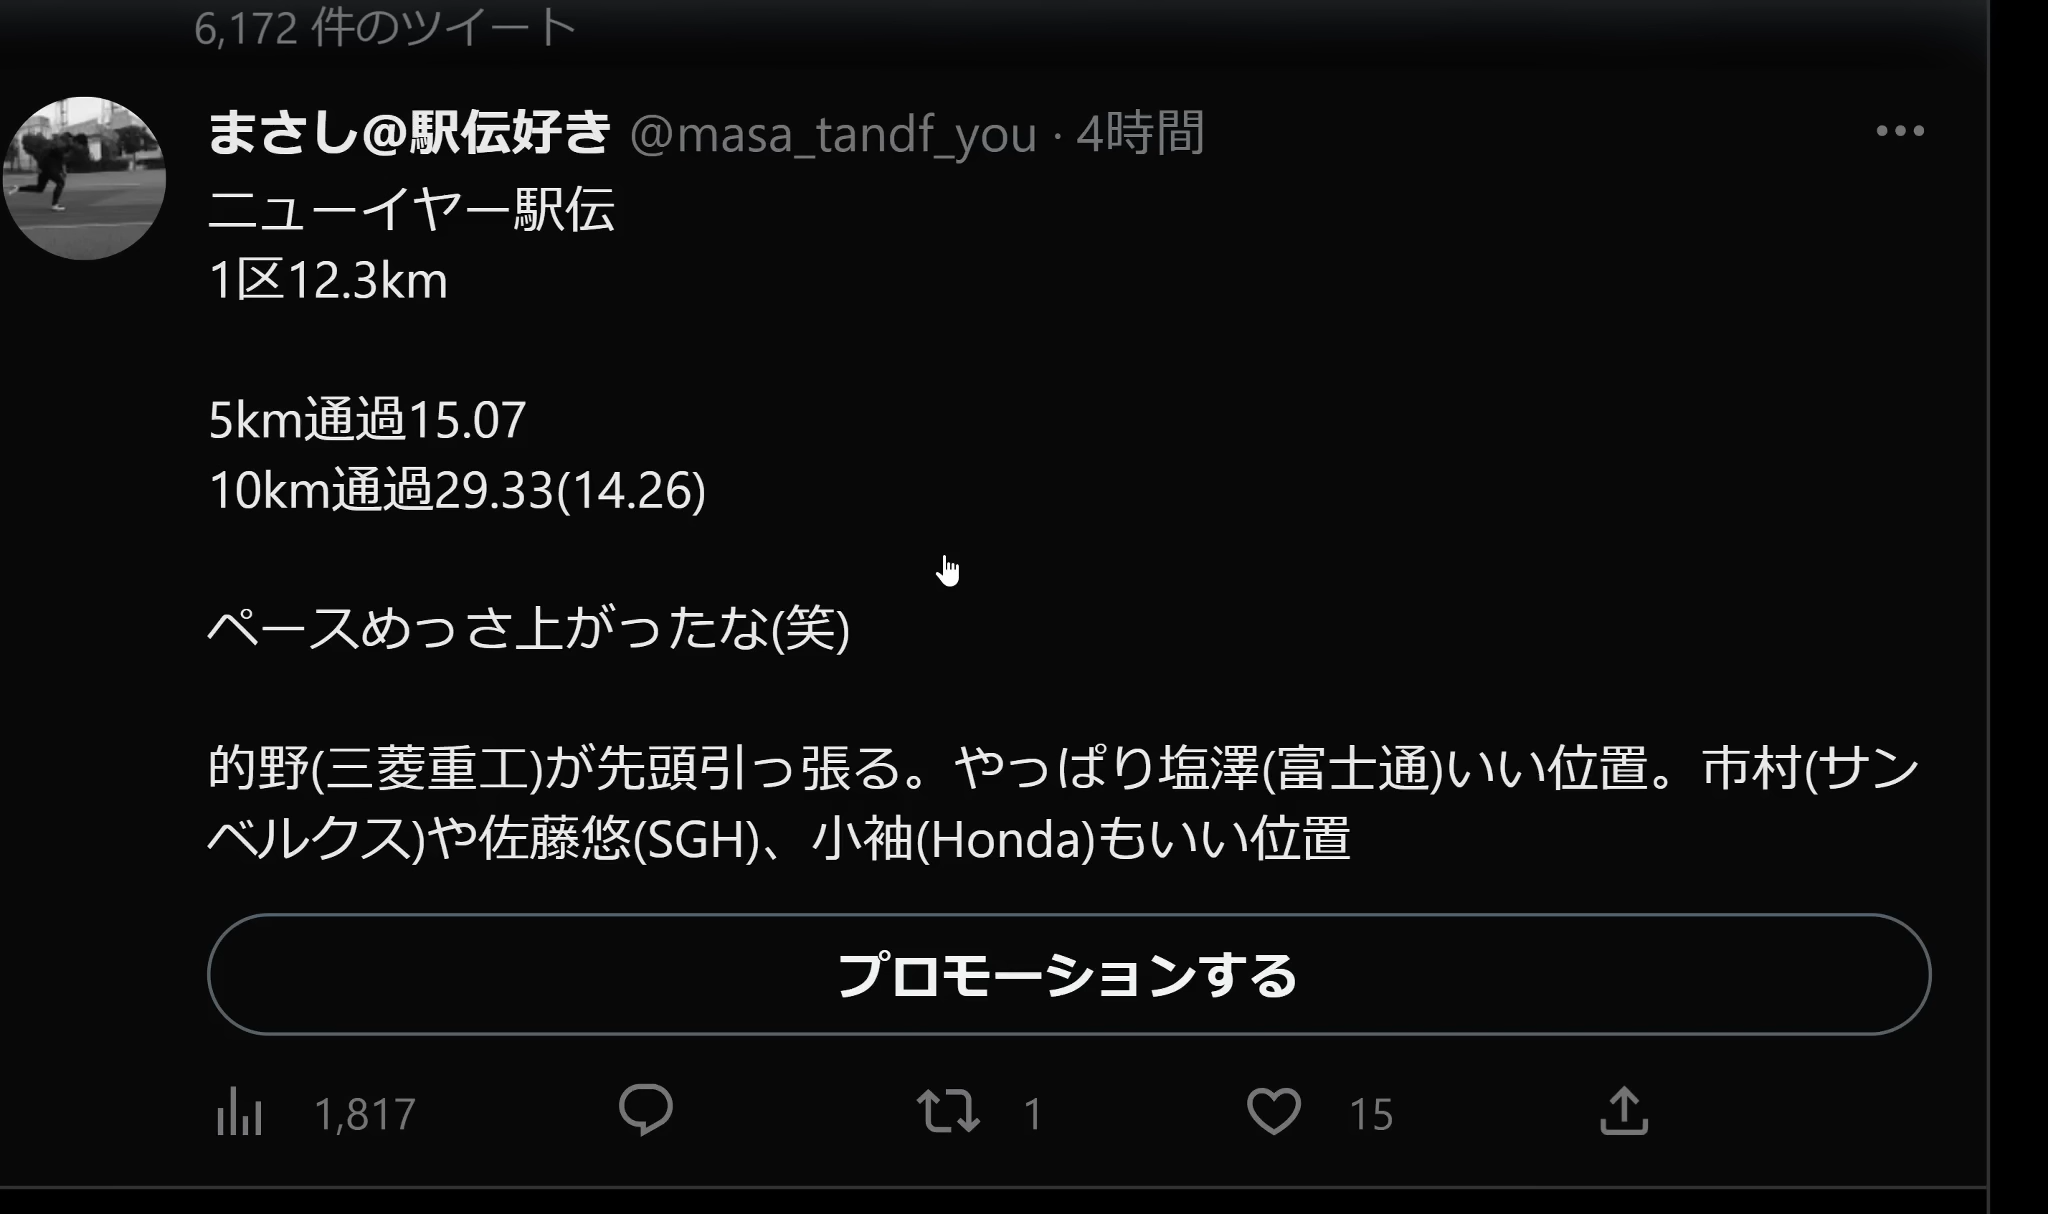 6,172 件のツイート
まさし@駅伝好き @masa_tandf_you · 4時間
ニューイヤー駅伝
1区12.3km
5km通過15.07
10km通過29.33(14.26)
ペースめっさ上がったな(笑)
的野(三菱重工)が先頭引っ張る。やっぱり塩澤(富士通)いい位置。市村(サン
ベルクス)や佐藤悠(SGH)、小袖(Honda)もいい位置
プロモーションする
1,817 1 15